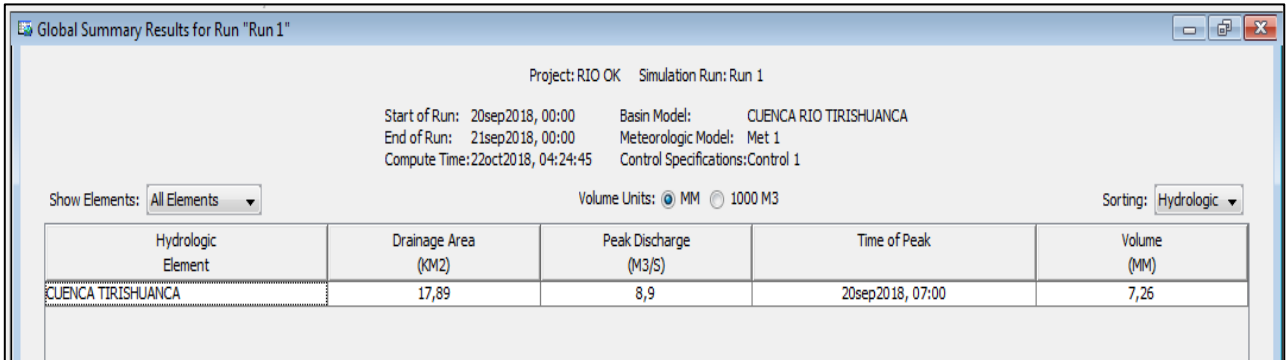 Global Summary Results for Run "Run 1"
Project: RIO OK Simulation Run: Run 1
Start of Run: 20sep2018, 00:00 Basin Model: CUENCA RIO TIRISHUANCA
End of Run: 21sep2018, 00:00 Meteorologic Model: Met 1
Compute Time:22oct2018, 04:24:45 Control Specifications:Control 1
Show Elements: All Elements Volume Units: MM 1000 M3 Sorting: Hydrologic
Hydrologic Drainage Area Peak Discharge Time of Peak Volume
Element (KM2) (M3/S) (MM)
CUENCA TIRISHUANCA 17,89 8,9 20sep2018, 07:00 7,26